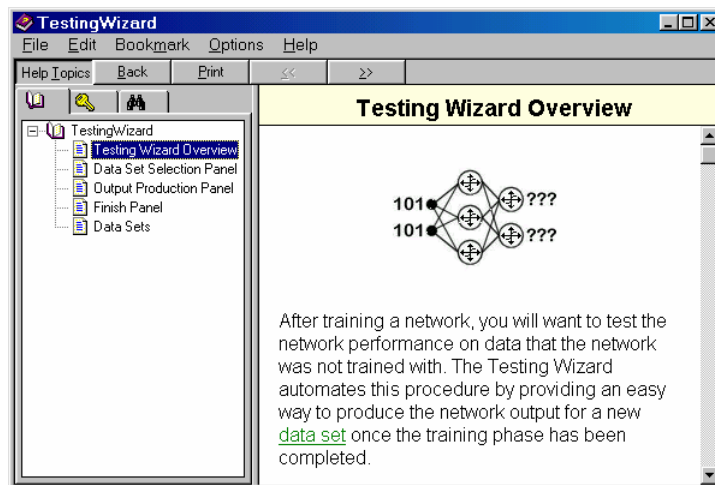 TestingWizard
File Edit Bookmark Options Help
Help Topics Back Print << >>
Testing Wizard Overview
TestingWizard
Testing Wizard Overview
Data Set Selection Panel
Output Production Panel
Finish Panel
Data Sets
101 ???
101 ???
After training a network, you will want to test the
network performance on data that the network
was not trained with. The Testing Wizard
automates this procedure by providing an easy
way to produce the network output for a new
data set once the training phase has been
completed.